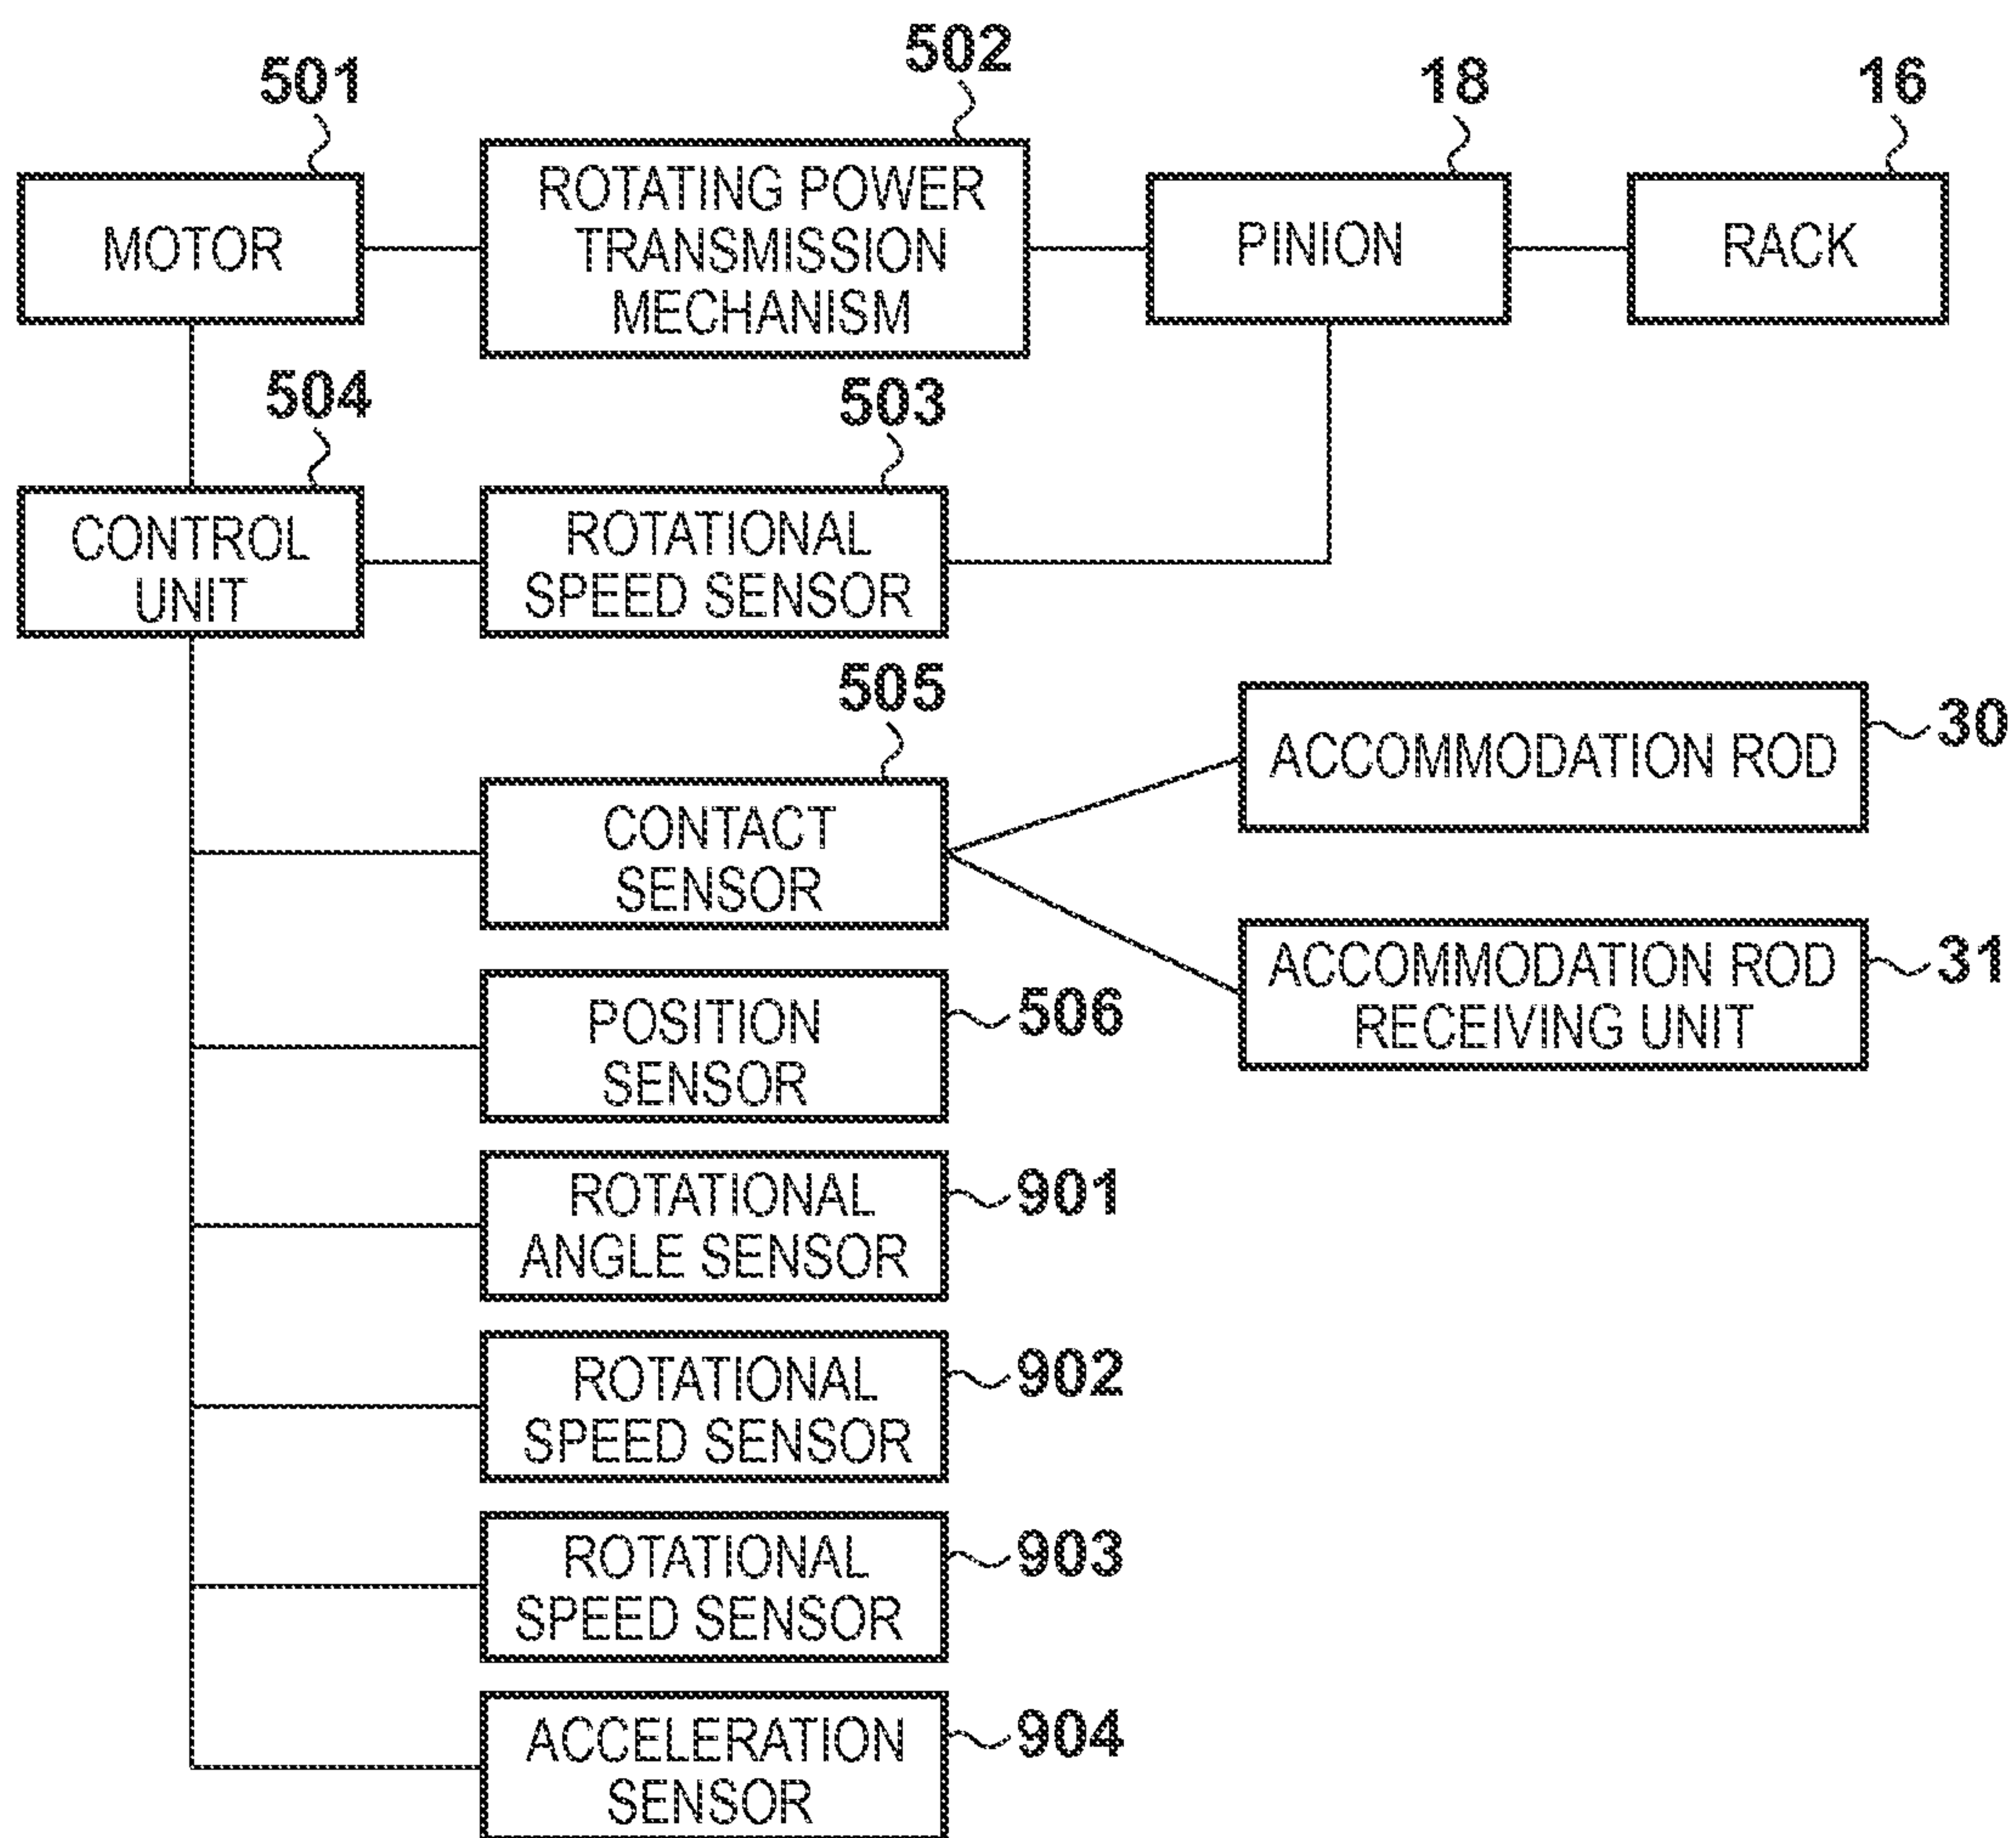 501
502
18
16
MOTOR
ROTATING POWER
TRANSMISSION
MECHANISM
PINION
RACK
504
503
CONTROL
UNIT
ROTATIONAL
SPEED SENSOR
505
CONTACT
SENSOR
ACCOMMODATION ROD
30
ACCOMMODATION ROD
RECEIVING UNIT
31
POSITION
SENSOR
506
ROTATIONAL
ANGLE SENSOR
901
ROTATIONAL
SPEED SENSOR
902
ROTATIONAL
SPEED SENSOR
903
ACCELERATION
SENSOR
904